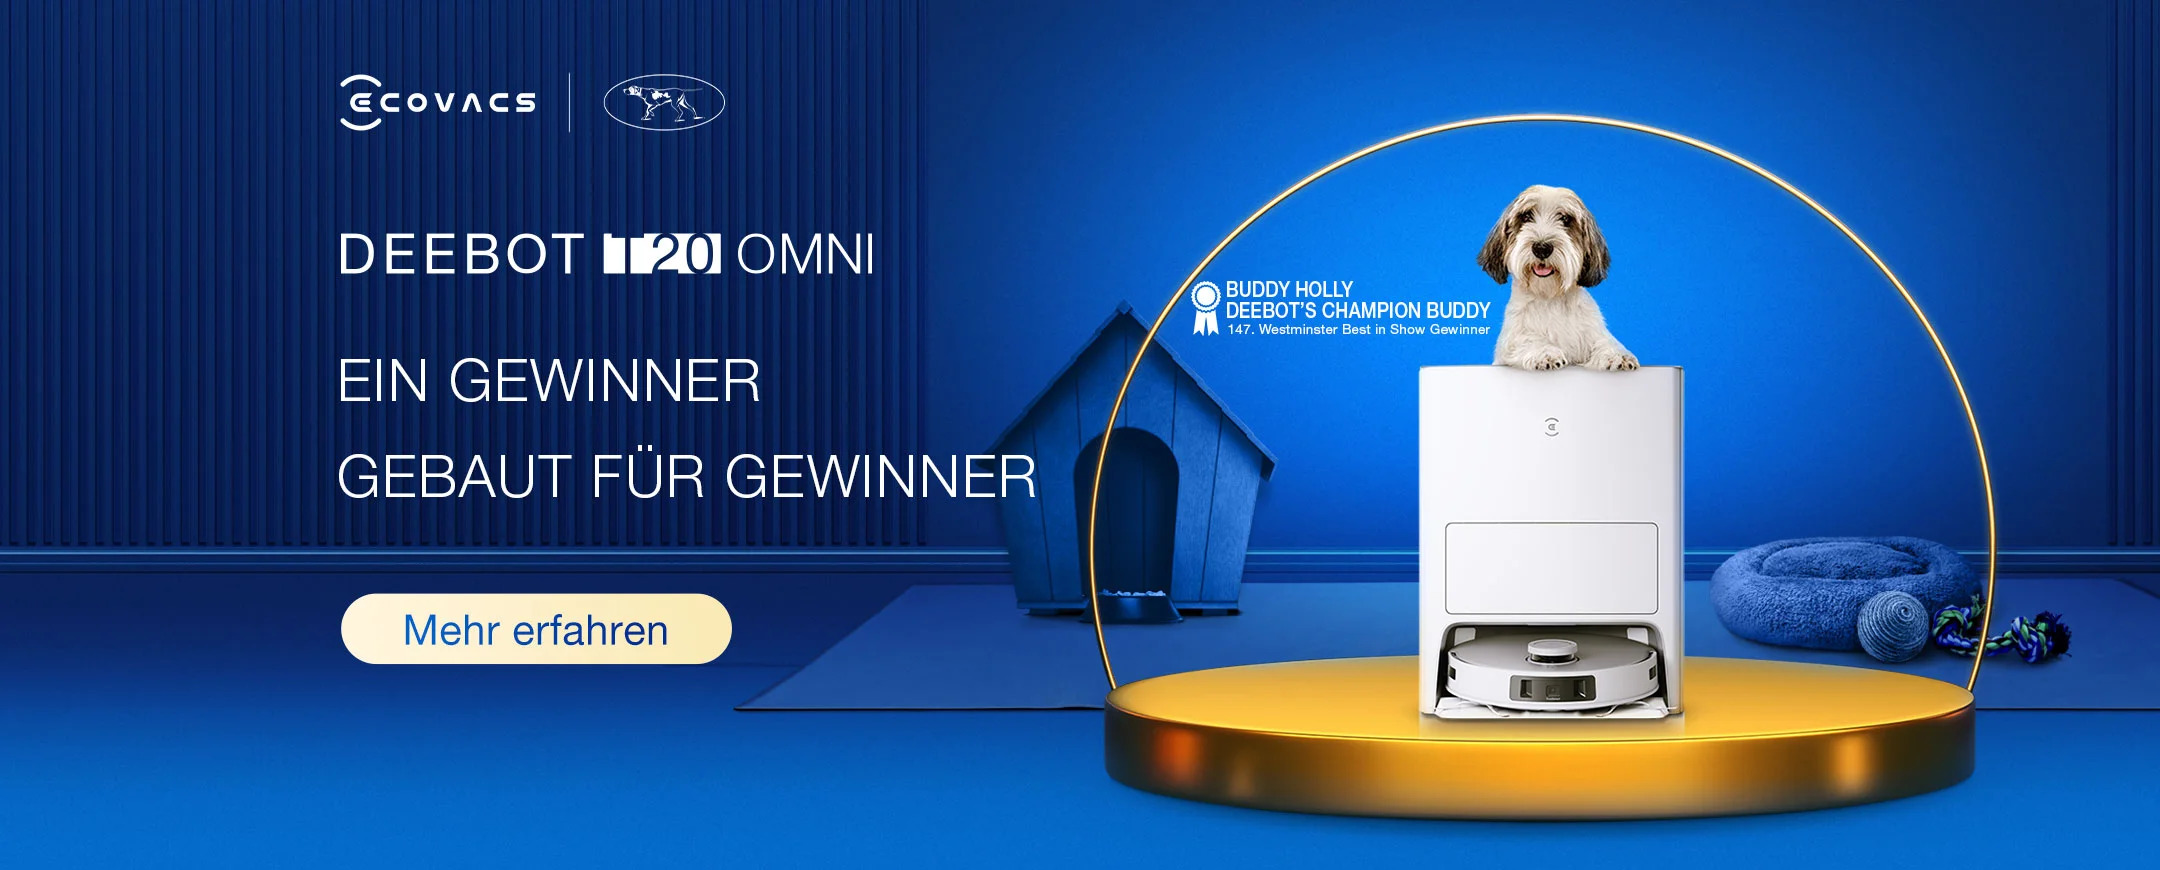 ECOVACS
DEEBOT T20 OMNI
EIN GEWINNER
GEBAUT FÜR GEWINNER
Mehr erfahren
BUDDY HOLLY
DEEBOT'S CHAMPION BUDDY
147. Westminster Best in Show Gewinner